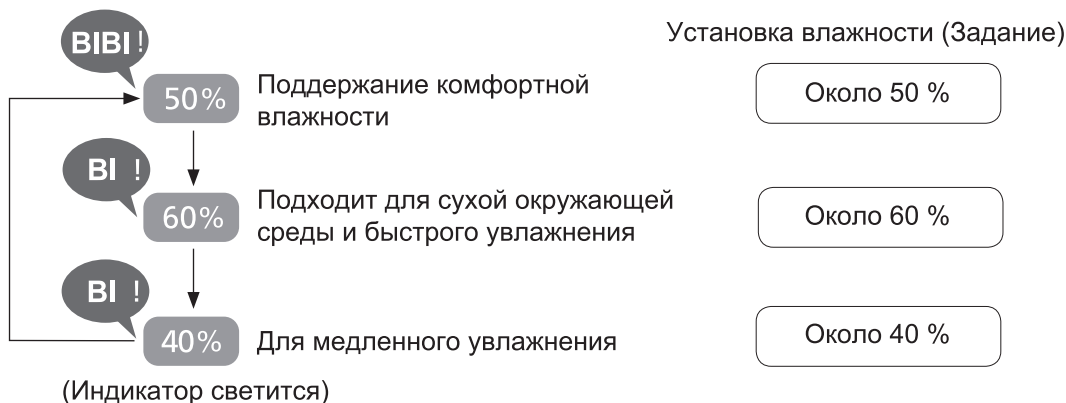 Установка влажности (Задание)
BIBI !
50%
Поддержание комфортной
влажности
Около 50 %
BI !
60%
Подходит для сухой окружающей
среды и быстрого увлажнения
Около 60 %
BI !
40%
Для медленного увлажнения
Около 40 %
(Индикатор светится)